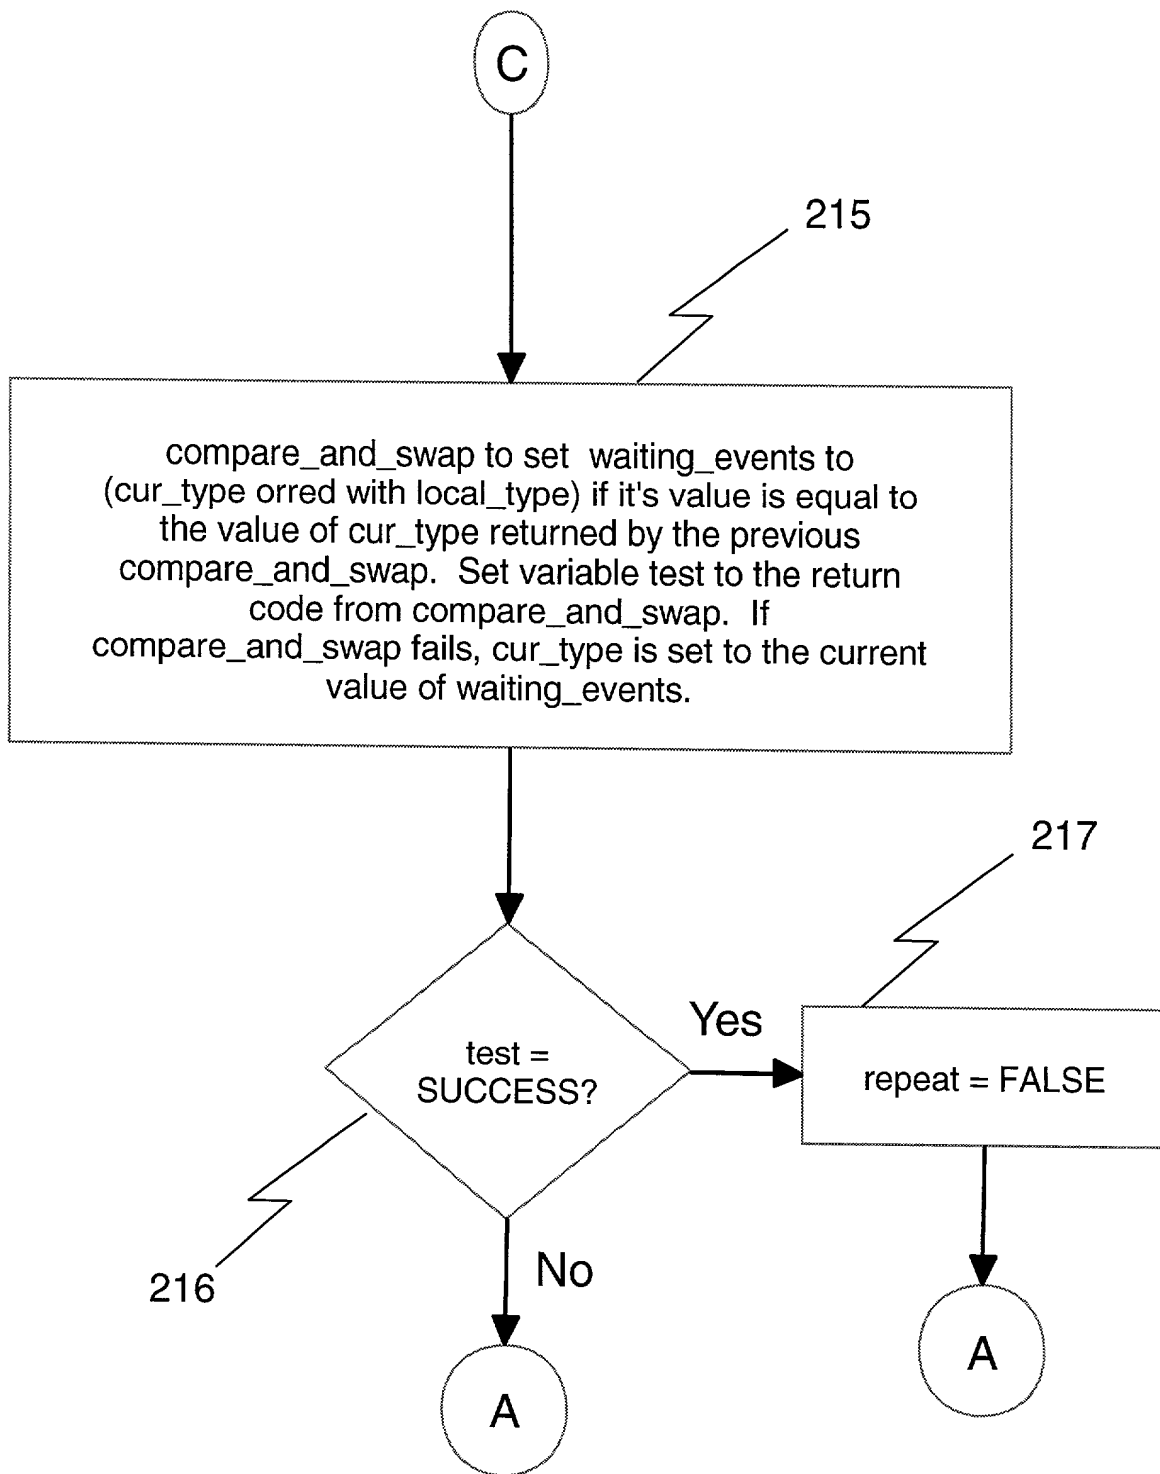 C
215
compare_and_swap to set waiting_events to
(cur_type orred with local_type) if it's value is equal to
the value of cur_type returned by the previous
compare_and_swap. Set variable test to the return
code from compare_and_swap. If
compare_and_swap fails, cur_type is set to the current
value of waiting_events.
217
Yes
test =
SUCCESS?
repeat = FALSE
216
No
A
A